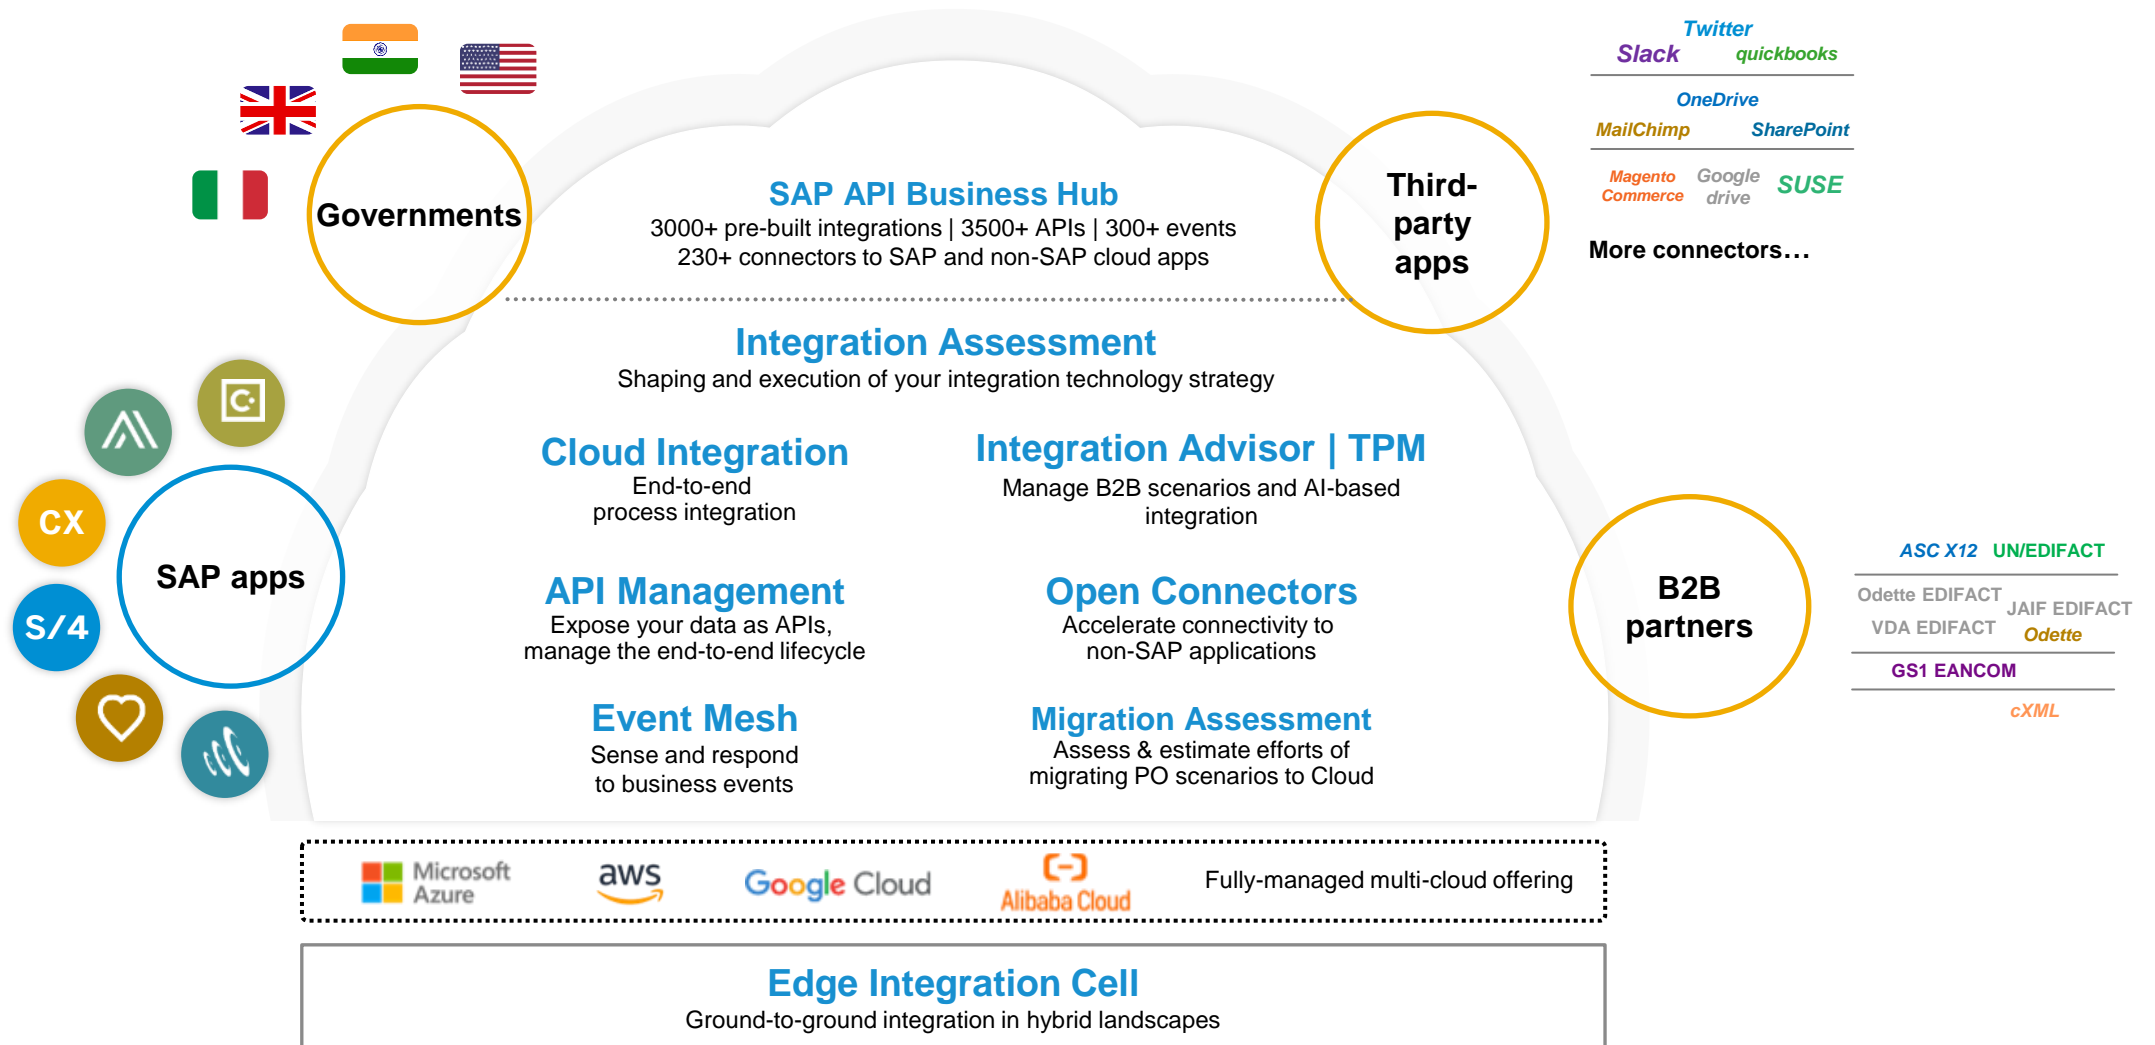 Governments
SAP API Business Hub
3000+ pre-built integrations | 3500+ APIs | 300+ events
230+ connectors to SAP and non-SAP cloud apps
Third-
party
apps
Twitter
Slack quickbooks
OneDrive
MailChimp SharePoint
Magento
Commerce
Google
drive
SUSE
More connectors...
Integration Assessment
Shaping and execution of your integration technology strategy
C
CX
S/4
SAP apps
Cloud Integration
End-to-end
process integration
Integration Advisor | TPM
Manage B2B scenarios and AI-based
integration
API Management
Expose your data as APIs,
manage the end-to-end lifecycle
Open Connectors
Accelerate connectivity to
non-SAP applications
Event Mesh
Sense and respond
to business events
Migration Assessment
Assess & estimate efforts of
migrating PO scenarios to Cloud
B2B
partners
ASC X12 UN/EDIFACT
Odette EDIFACT
JAIF EDIFACT
VDA EDIFACT
Odette
GS1 EANCOM
cXML
Microsoft
Azure
aws
Google Cloud
Alibaba Cloud
Fully-managed multi-cloud offering
Edge Integration Cell
Ground-to-ground integration in hybrid landscapes